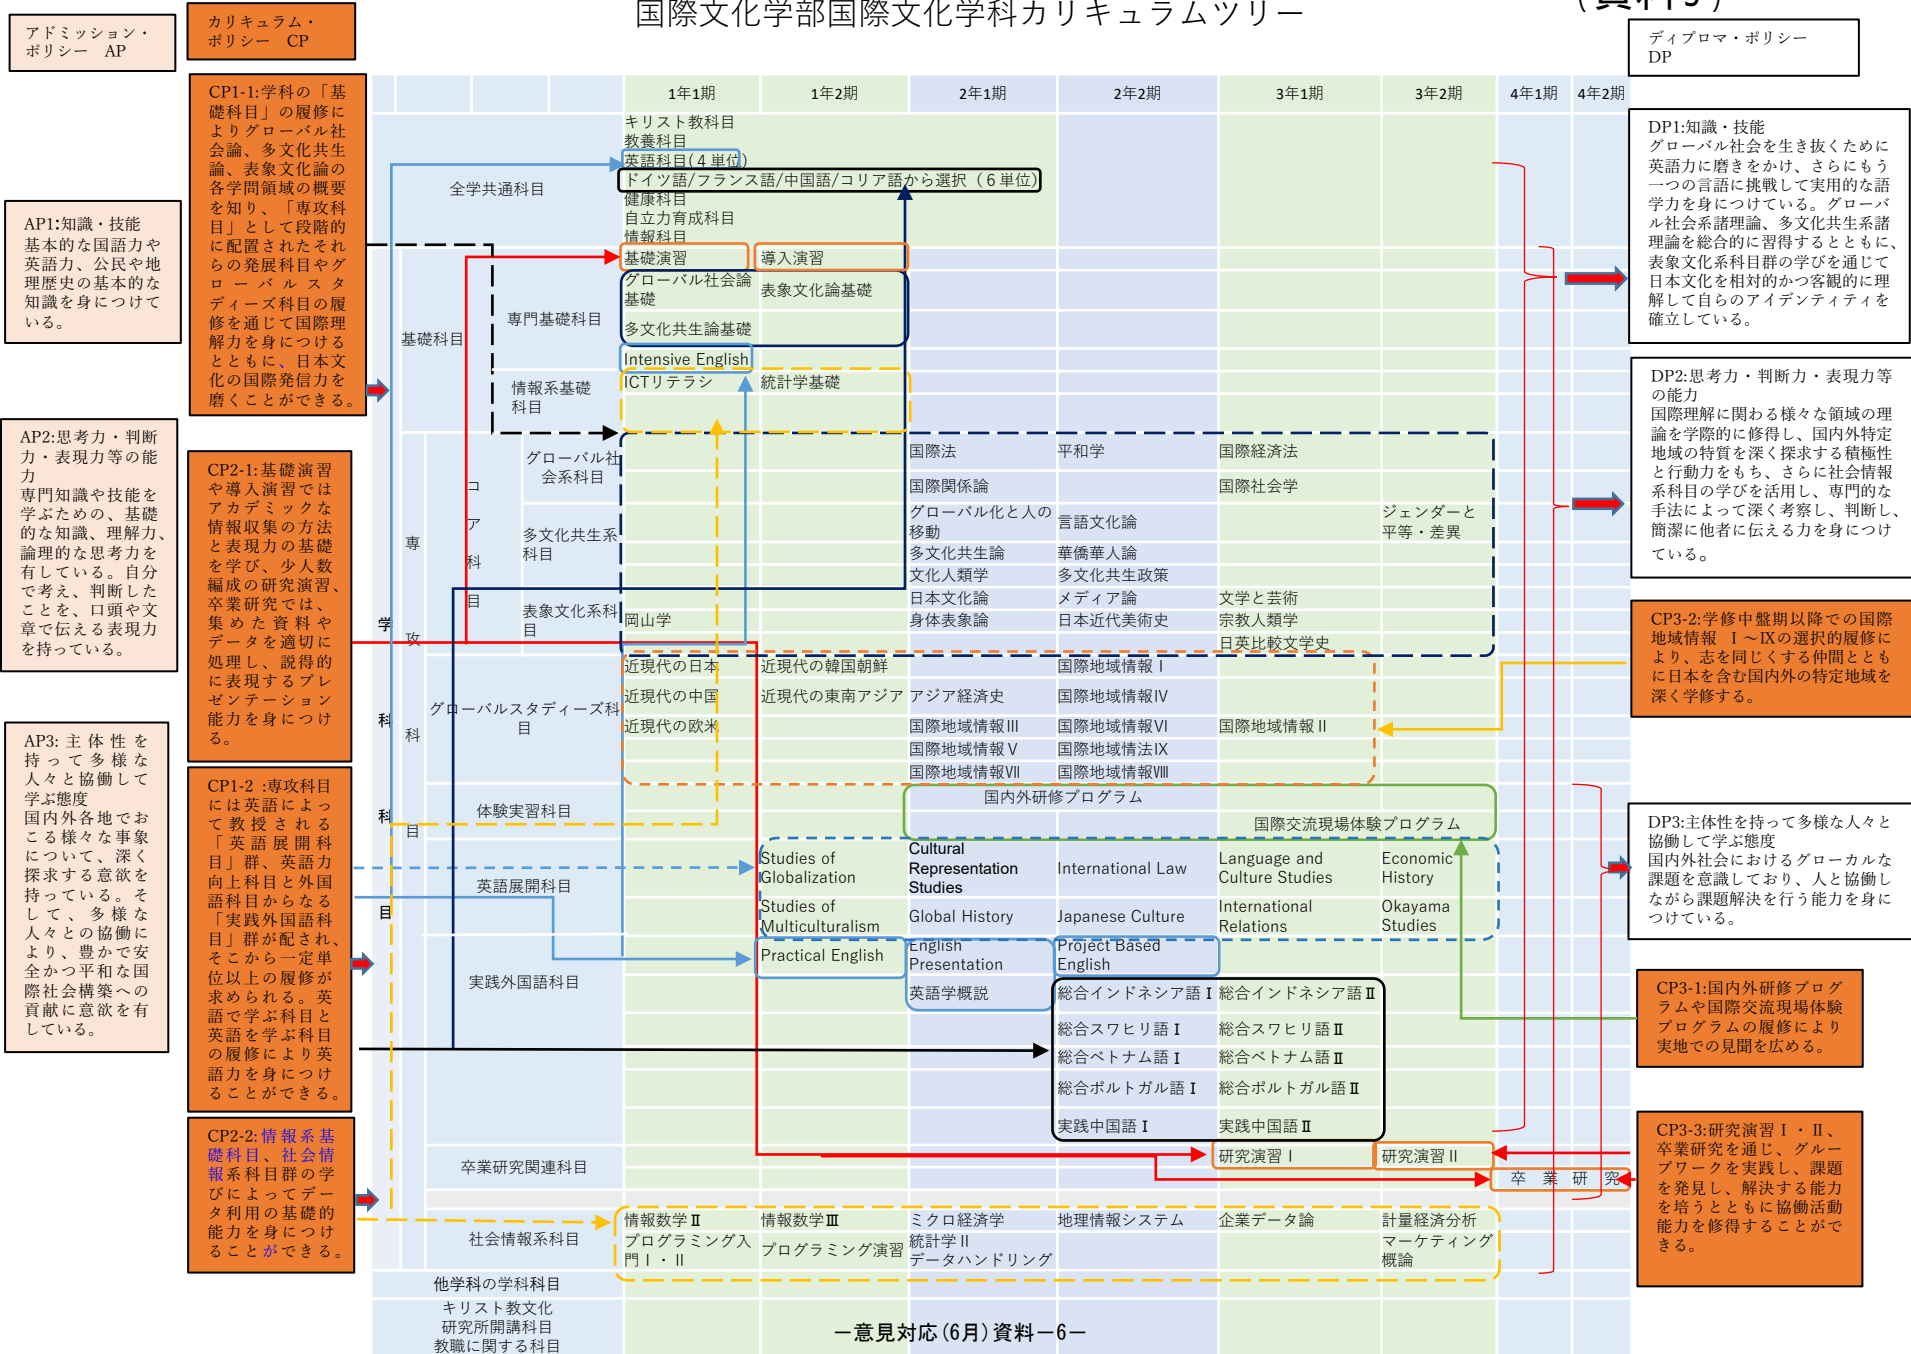 国際文化学部国際文化学科カリキュラムツリー
アドミッション・
ポリシー　AP
カリキュラム・
ポリシー　CP
ディプロマ・ポリシー
DP
AP1:知識・技能
基本的な国語力や
英語力、公民や地
理歴史の基本的な
知識を身につけて
いる。
AP2:思考力・判断
力・表現力等の能
力
専門知識や技能を
学ぶための、基礎
的な知識、理解力、
論理的な思考力を
有している。自分
で考え、判断した
ことを、口頭や文
章で伝える表現力
を持っている。
AP3: 主体性を
持って多様な
人々と協働して
学ぶ態度
国内外各地でお
こる様々な事象
について、深く
探求する意欲を
持っている。そ
して、多様な
人々との協働に
より、豊かで安
全かつ平和な国
際社会構築への
貢献に意欲を有
している。
CP1-1:学科の「基
礎科目」の履修に
よりグローバル社
会論、多文化共生
論、表象文化論の
各学問領域の概要
を知り、「専攻科
目」として段階的
に配置されたそれ
らの発展科目やグ
ローバルスタ
ディーズ科目の履
修を通じて国際理
解力を身につける
とともに、日本文
化の国際発信力を
磨くことができる。
CP2-1:基礎演習
や導入演習では
アカデミックな
情報収集の方法
と表現力の基礎
を学び、少人数
編成の研究演習、
卒業研究では、
集めた資料や
データを適切に
処理し、説得的
に表現するプレ
ゼンテーション
能力を身につけ
る。
CP1-2 :専攻科目
には英語によっ
て教授される
「英語展開科
目」群、英語力
向上科目と外国
語科目からなる
「実践外国語科
目」群が配され、
そこから一定単
位以上の履修が
求められる。英
語で学ぶ科目と
英語を学ぶ科目
の履修により英
語力を身につけ
ることができる。
CP2-2:情報系基
礎科目、社会情
報系科目群の学
びによってデー
タ利用の基礎的
能力を身につけ
ることができる。
1年1期 1年2期 2年1期 2年2期 3年1期 3年2期 4年1期 4年2期
全学共通科目
キリスト教科目
教養科目
英語科目(４単位)
ドイツ語/フランス語/中国語/コリア語から選択（６単位）
健康科目
自立力育成科目
情報科目
学科科目
基礎科目
専門基礎科目
基礎演習 導入演習
グローバル社会論
基礎
表象文化論基礎
多文化共生論基礎
Intensive English
情報系基礎
科目
ICTリテラシ 統計学基礎
専攻科目
コア科目
グローバル社
会系科目
国際法 平和学 国際経済法
国際関係論 国際社会学
多文化共生系
科目
グローバル化と人の
移動
言語文化論
ジェンダーと
平等・差異
多文化共生論 華僑華人論
文化人類学 多文化共生政策
表象文化系科
目
日本文化論 メディア論 文学と芸術
岡山学 身体表象論 日本近代美術史 宗教人類学
日英比較文学史
グローバルスタディーズ科
目
近現代の日本 近現代の韓国朝鮮 国際地域情報Ⅰ
近現代の中国 近現代の東南アジア アジア経済史 国際地域情報Ⅳ
近現代の欧米 国際地域情報Ⅲ 国際地域情報Ⅵ 国際地域情報Ⅱ
国際地域情報Ⅴ 国際地域情法Ⅸ
国際地域情報Ⅶ 国際地域情報Ⅷ
体験実習科目
国内外研修プログラム
国際交流現場体験プログラム
英語展開科目
Studies of
Globalization
Cultural
Representation
Studies
International Law
Language and
Culture Studies
Economic
History
Studies of
Multiculturalism
Global History
Japanese Culture
International
Relations
Okayama
Studies
実践外国語科目
Practical English
English
Presentation
Project Based
English
英語学概説 総合インドネシア語Ⅰ 総合インドネシア語Ⅱ
総合スワヒリ語Ⅰ 総合スワヒリ語Ⅱ
総合ベトナム語Ⅰ 総合ベトナム語Ⅱ
総合ポルトガル語Ⅰ 総合ポルトガル語Ⅱ
実践中国語Ⅰ 実践中国語Ⅱ
卒業研究関連科目
研究演習Ⅰ 研究演習Ⅱ
卒 業 研 究
社会情報系科目
情報数学Ⅱ 情報数学Ⅲ ミクロ経済学 地理情報システム 企業データ論 計量経済分析
プログラミング入
門Ⅰ・Ⅱ
プログラミング演習
統計学Ⅱ
データハンドリング
マーケティング
概論
他学科の学科科目
キリスト教文化
研究所開講科目
教職に関する科目
DP1:知識・技能
グローバル社会を生き抜くために
英語力に磨きをかけ、さらにもう
一つの言語に挑戦して実用的な語
学力を身につけている。グローバ
ル社会系諸理論、多文化共生系諸
理論を総合的に習得するとともに、
表象文化系科目群の学びを通じて
日本文化を相対的かつ客観的に理
解して自らのアイデンティティを
確立している。
DP2:思考力・判断力・表現力等
の能力
国際理解に関わる様々な領域の理
論を学際的に修得し、国内外特定
地域の特質を深く探求する積極性
と行動力をもち、さらに社会情報
系科目の学びを活用し、専門的な
手法によって深く考察し、判断し、
簡潔に他者に伝える力を身につけ
ている。
CP3-2:学修中盤期以降での国際
地域情報　Ⅰ～Ⅸの選択的履修に
より、志を同じくする仲間ととも
に日本を含む国内外の特定地域を
深く学修する。
DP3:主体性を持って多様な人々と
協働して学ぶ態度
国内外社会におけるグローカルな
課題を意識しており、人と協働し
ながら課題解決を行う能力を身に
つけている。
CP3-1:国内外研修プログ
ラムや国際交流現場体験
プログラムの履修により
実地での見聞を広める。
CP3-3:研究演習Ⅰ・Ⅱ、
卒業研究を通じ、グルー
プワークを実践し、課題
を発見し、解決する能力
を培うとともに協働活動
能力を修得することがで
きる。
－意見対応(6月)資料－6－